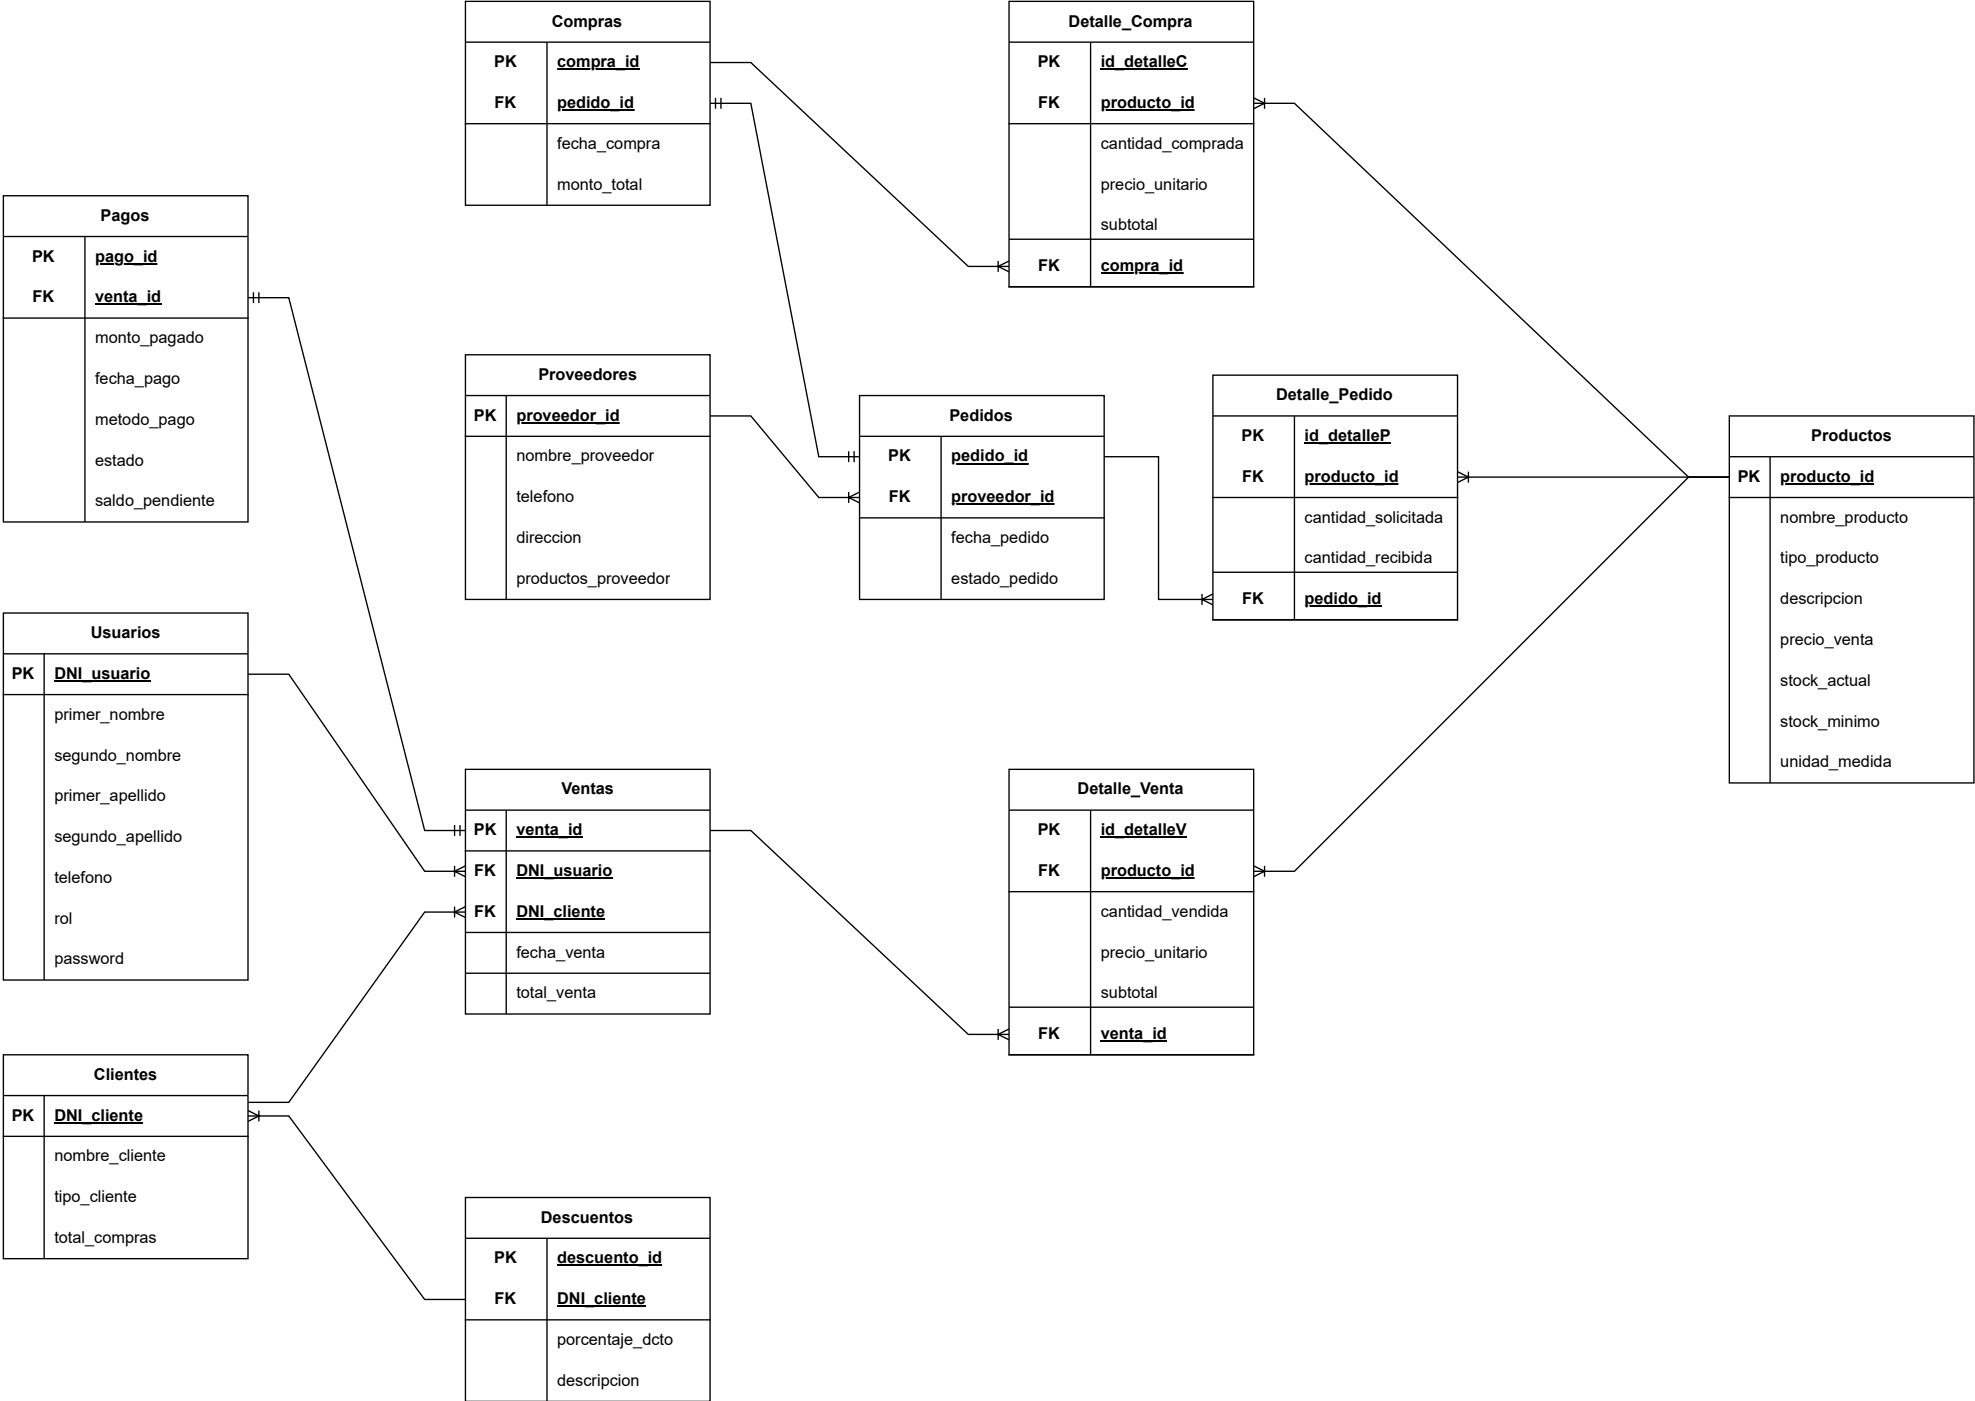 Compras
PK compra_id
FK pedido_id
fecha_compra
monto_total
Detalle_Compra
PK id_detalleC
FK producto_id
cantidad_comprada
precio_unitario
subtotal
FK compra_id
Pagos
PK pago_id
FK venta_id
monto_pagado
fecha_pago
metodo_pago
estado
saldo_pendiente
Proveedores
PK proveedor_id
nombre_proveedor
telefono
direccion
productos_proveedor
Pedidos
PK pedido_id
FK proveedor_id
fecha_pedido
estado_pedido
Detalle_Pedido
PK id_detalleP
FK producto_id
cantidad_solicitada
cantidad_recibida
FK pedido_id
Productos
PK producto_id
nombre_producto
tipo_producto
descripcion
precio_venta
stock_actual
stock_minimo
unidad_medida
Usuarios
PK DNI_usuario
primer_nombre
segundo_nombre
primer_apellido
segundo_apellido
telefono
rol
password
Ventas
PK venta_id
FK DNI_usuario
FK DNI_cliente
fecha_venta
total_venta
Detalle_Venta
PK id_detalleV
FK producto_id
cantidad_vendida
precio_unitario
subtotal
FK venta_id
Clientes
PK DNI_cliente
nombre_cliente
tipo_cliente
total_compras
Descuentos
PK descuento_id
FK DNI_cliente
porcentaje_dcto
descripcion